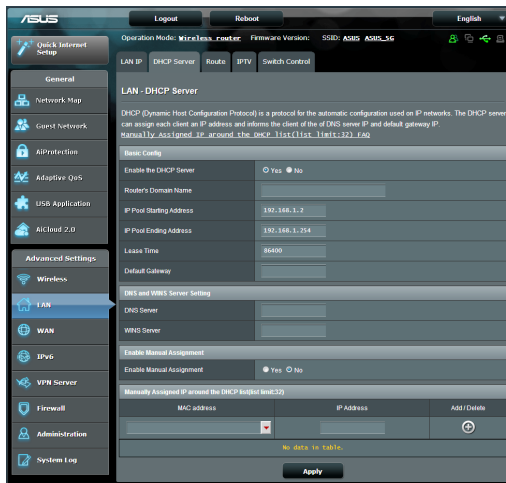 ASUS Logout Reboot English
Quick Internet Setup
Operation Mode: Wireless router Firmware Version: SSID: ASUS ASUS_5G
LAN IP DHCP Server Route IPTV Switch Control
General
Network Map
Guest Network
AiProtection
Adaptive QoS
USB Application
AiCloud 2.0
Advanced Settings
Wireless
LAN
WAN
IPv6
VPN Server
Firewall
Administration
System Log
LAN - DHCP Server
DHCP (Dynamic Host Configuration Protocol) is a protocol for the automatic configuration used on IP networks. The DHCP server
can assign each client an IP address and informs the client of the of DNS server IP and default gateway IP.
Manually Assigned IP around the DHCP list(list limit:32) FAQ
Basic Config
Enable the DHCP Server Yes No
Router's Domain Name
IP Pool Starting Address 192.168.1.2
IP Pool Ending Address 192.168.1.254
Lease Time 86400
Default Gateway
DNS and WINS Server Setting
DNS Server
WINS Server
Enable Manual Assignment
Enable Manual Assignment Yes No
Manually Assigned IP around the DHCP list(list limit:32)
MAC address IP Address Add / Delete
No data in table.
Apply